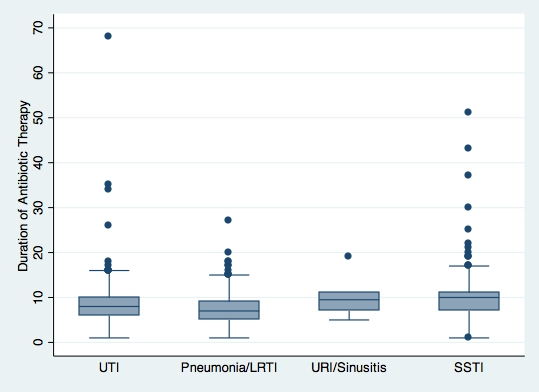 Duration of Antibiotic Therapy
70
60
50
40
30
20
10
0
UTI
Pneumonia/LRTI
URI/Sinusitis
SSTI